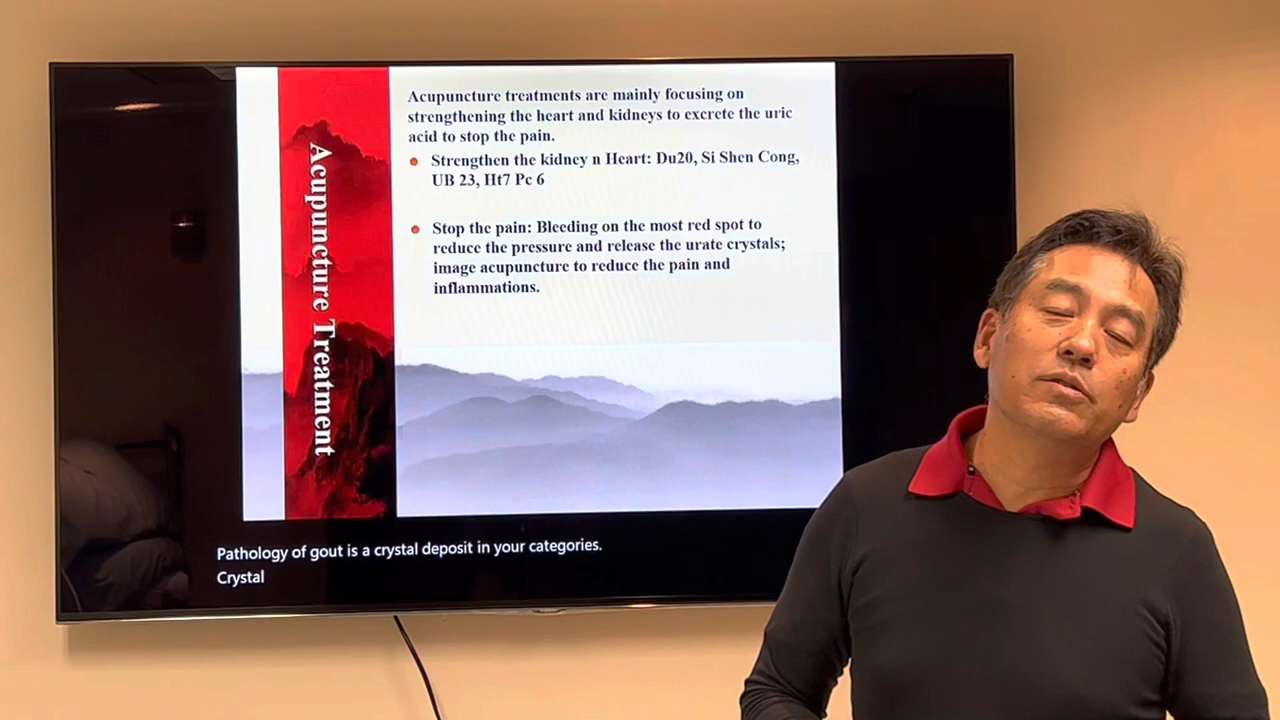 Acupuncture Treatment
Acupuncture treatments are mainly focusing on
strengthening the heart and kidneys to excrete the uric
acid to stop the pain.
Strengthen the kidney n Heart: Du20, Si Shen Cong,
UB 23, Ht7 Pc 6
Stop the pain: Bleeding on the most red spot to
reduce the pressure and release the urate crystals;
image acupuncture to reduce the pain and
inflammations.
Pathology of gout is a crystal deposit in your categories.
Crystal